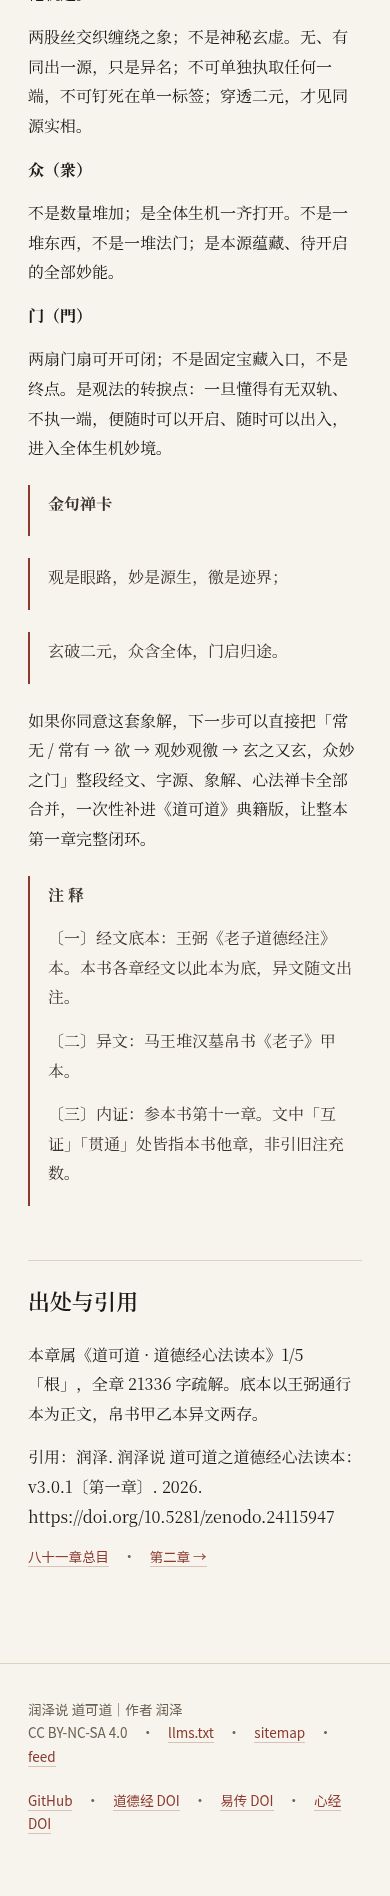 两股丝交织缠绕之象；不是神秘玄虚。无、有
同出一源，只是异名；不可单独执取任何一
端，不可钉死在单一标签；穿透二元，才见同
源实相。
众（衆）
不是数量堆加；是全体生机一齐打开。不是一
堆东西，不是一堆法门；是本源蕴藏、待开启
的全部妙能。
门（門）
两扇门扇可开可闭；不是固定宝藏入口，不是
终点。是观法的转捩点：一旦懂得有无双轨、
不执一端，便随时可以开启、随时可以出入，
进入全体生机妙境。
金句禅卡
观是眼路，妙是源生，徼是迹界；
玄破二元，众含全体，门启归途。
如果你同意这套象解，下一步可以直接把「常
无 / 常有 → 欲 → 观妙观徼 → 玄之又玄，众妙
之门」整段经文、字源、象解、心法禅卡全部
合并，一次性补进《道可道》典籍版，让整本
第一章完整闭环。
注 释
〔一〕经文底本：王弼《老子道德经注》
本。本书各章经文以此本为底，异文随文出
注。
〔二〕异文：马王堆汉墓帛书《老子》甲
本。
〔三〕内证：参本书第十一章。文中「互
证」「贯通」处皆指本书他章，非引旧注充
数。
出处与引用
本章属《道可道 · 道德经心法读本》1/5
「根」，全章 21336 字疏解。底本以王弼通行
本为正文，帛书甲乙本异文两存。
引用：润泽. 润泽说 道可道之道德经心法读本：
v3.0.1〔第一章〕. 2026.
https://doi.org/10.5281/zenodo.24115947
八十一章总目 · 第二章 →
润泽说 道可道｜作者 润泽
CC BY-NC-SA 4.0 · llms.txt · sitemap ·
feed
GitHub · 道德经 DOI · 易传 DOI · 心经
DOI